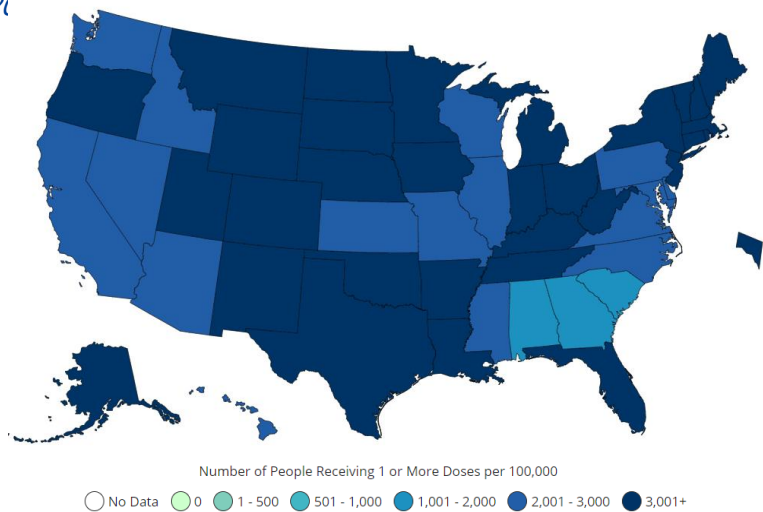 Number of People Receiving 1 or More Doses per 100,000
No Data 0 1 - 500 501 - 1,000 1,001 - 2,000 2,001 - 3,000 3,001+